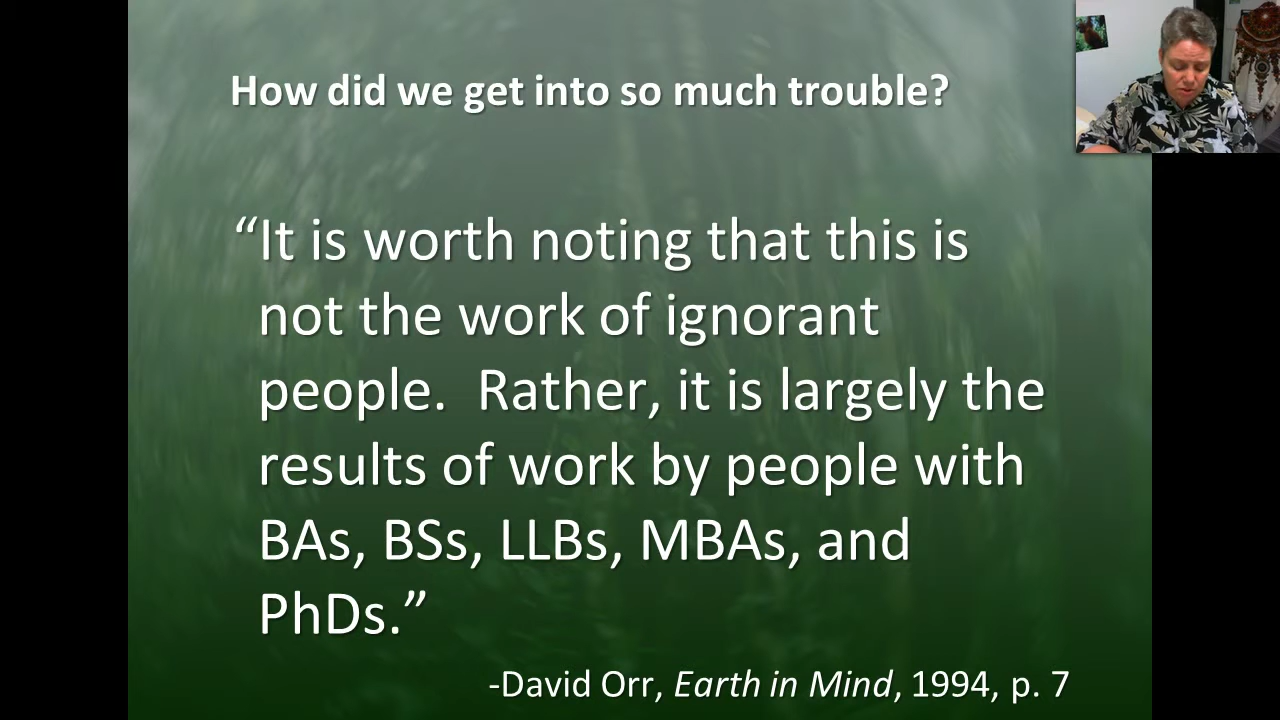 How did we get into so much trouble?
“It is worth noting that this is
not the work of ignorant
people.  Rather, it is largely the
results of work by people with
BAs, BSs, LLBs, MBAs, and
PhDs.”
-David Orr, Earth in Mind, 1994, p. 7